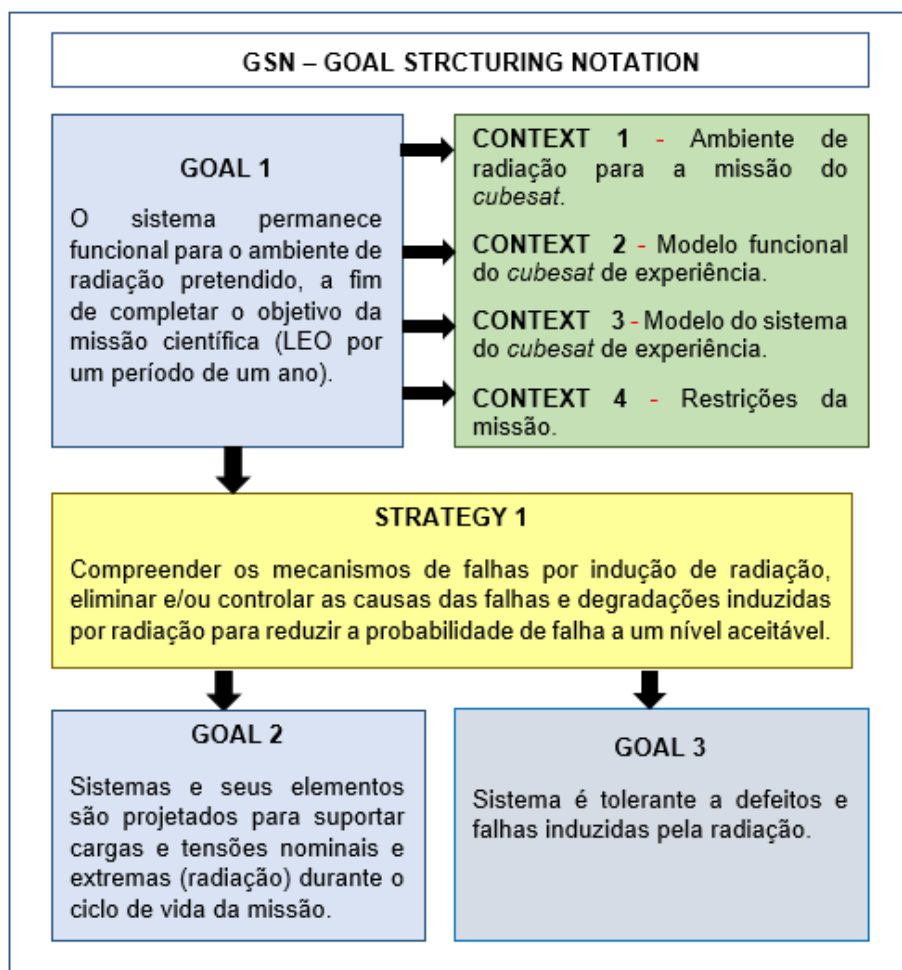 GSN – GOAL STRCTURING NOTATION
GOAL 1
O sistema permanece
funcional para o ambiente de
radiação pretendido, a fim
de completar o objetivo da
missão científica (LEO por
um período de um ano).
CONTEXT 1 - Ambiente de
radiação para a missão do
cubesat.
CONTEXT 2 - Modelo funcional
do cubesat de experiência.
CONTEXT 3 - Modelo do sistema
do cubesat de experiência.
CONTEXT 4 - Restrições da
missão.
STRATEGY 1
Compreender os mecanismos de falhas por indução de radiação,
eliminar e/ou controlar as causas das falhas e degradações induzidas
por radiação para reduzir a probabilidade de falha a um nível aceitável.
GOAL 2
Sistemas e seus elementos
são projetados para suportar
cargas e tensões nominais e
extremas (radiação) durante o
ciclo de vida da missão.
GOAL 3
Sistema é tolerante a defeitos e
falhas induzidas pela radiação.